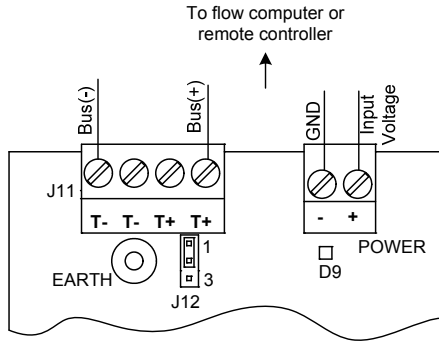 To flow computer or
remote controller
Bus(-)
Bus(+)
GND
Input
Voltage
J11
T- T- T+ T+
- +
EARTH
1
3
J12
D9
POWER